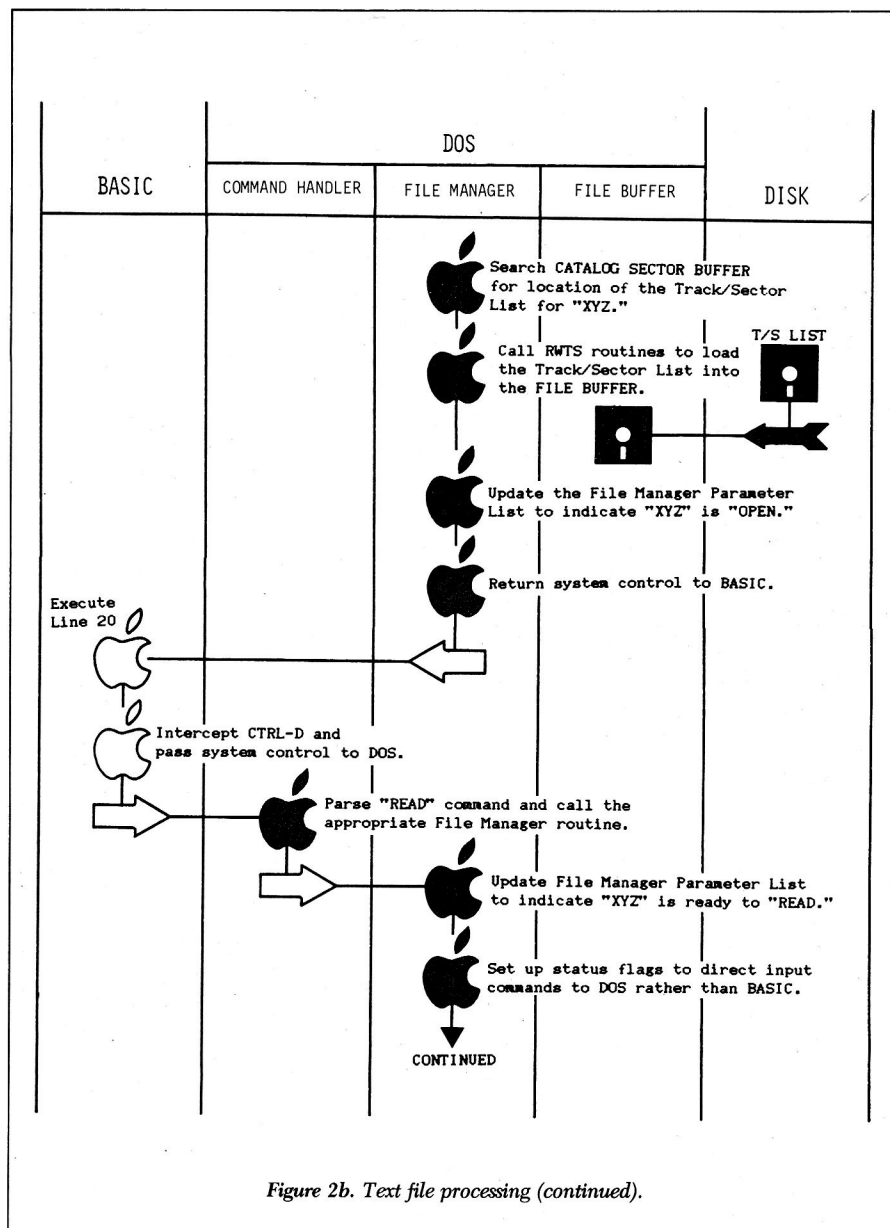 DOS
BASIC
COMMAND HANDLER
FILE MANAGER
FILE BUFFER
DISK
Search CATALOG SECTOR BUFFER
for location of the Track/Sector
List for "XYZ."
T/S LIST
Call RWTS routines to load
the Track/Sector List into
the FILE BUFFER.
Update the File Manager Parameter
List to indicate "XYZ" is "OPEN."
Return system control to BASIC.
Execute
Line 20
Intercept CTRL-D and
pass system control to DOS.
Parse "READ" command and call the
appropriate File Manager routine.
Update File Manager Parameter List
to indicate "XYZ" is ready to "READ."
Set up status flags to direct input
commands to DOS rather than BASIC.
CONTINUED
Figure 2b. Text file processing (continued).